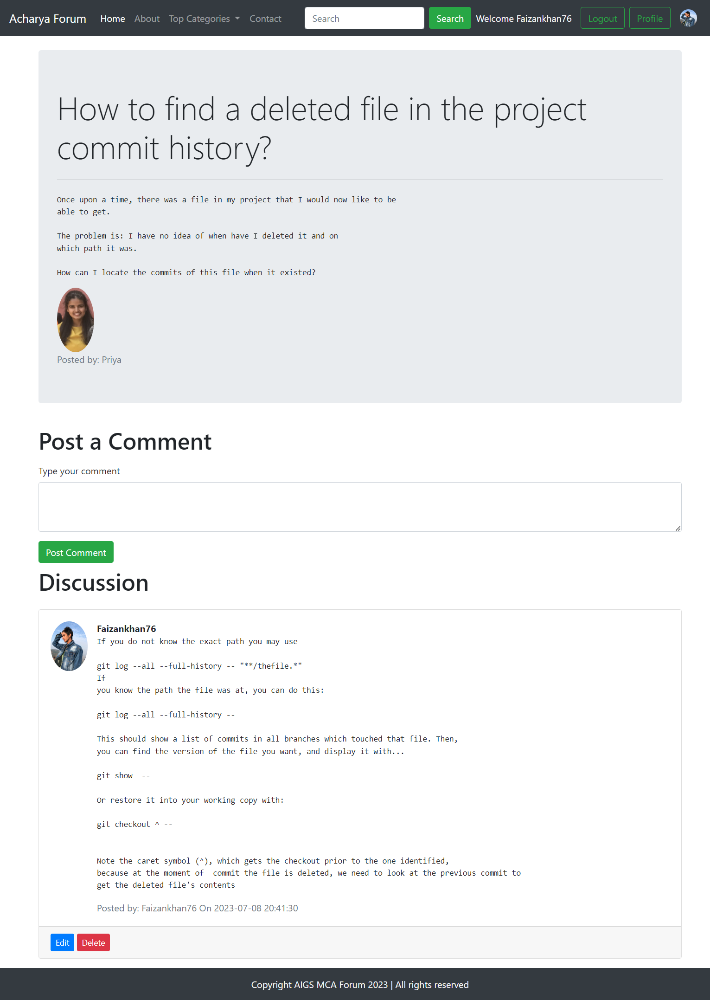 Acharya Forum Home About Top Categories Contact Search Search Welcome Faizankhan76 Logout Profile
How to find a deleted file in the project
commit history?
Once upon a time, there was a file in my project that I would now like to be
able to get.
The problem is: I have no idea of when have I deleted it and on
which path it was.
How can I locate the commits of this file when it existed?
Posted by: Priya
Post a Comment
Type your comment
Post Comment
Discussion
Faizankhan76
If you do not know the exact path you may use
git log --all --full-history -- "**/thefile.*"
If
you know the path the file was at, you can do this:
git log --all --full-history --
This should show a list of commits in all branches which touched that file. Then,
you can find the version of the file you want, and display it with...
git show  --
Or restore it into your working copy with:
git checkout ^ --
Note the caret symbol (^), which gets the checkout prior to the one identified,
because at the moment of  commit the file is deleted, we need to look at the previous commit to
get the deleted file's contents
Posted by: Faizankhan76 On 2023-07-08 20:41:30
Edit Delete
Copyright AIGS MCA Forum 2023 | All rights reserved